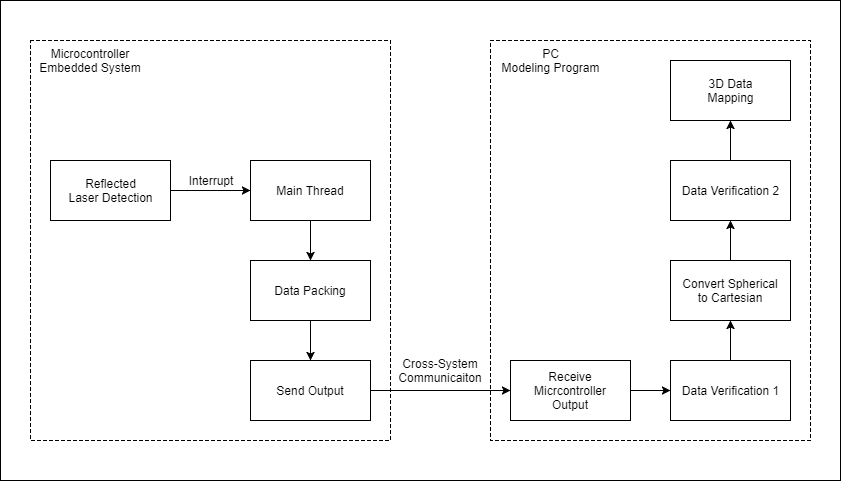 Microcontroller
Embedded System
Reflected
Laser Detection
Interrupt
Main Thread
Data Packing
Send Output
Cross-System
Communicaiton
PC
Modeling Program
3D Data
Mapping
Data Verification 2
Convert Spherical
to Cartesian
Receive
Micrcontroller
Output
Data Verification 1